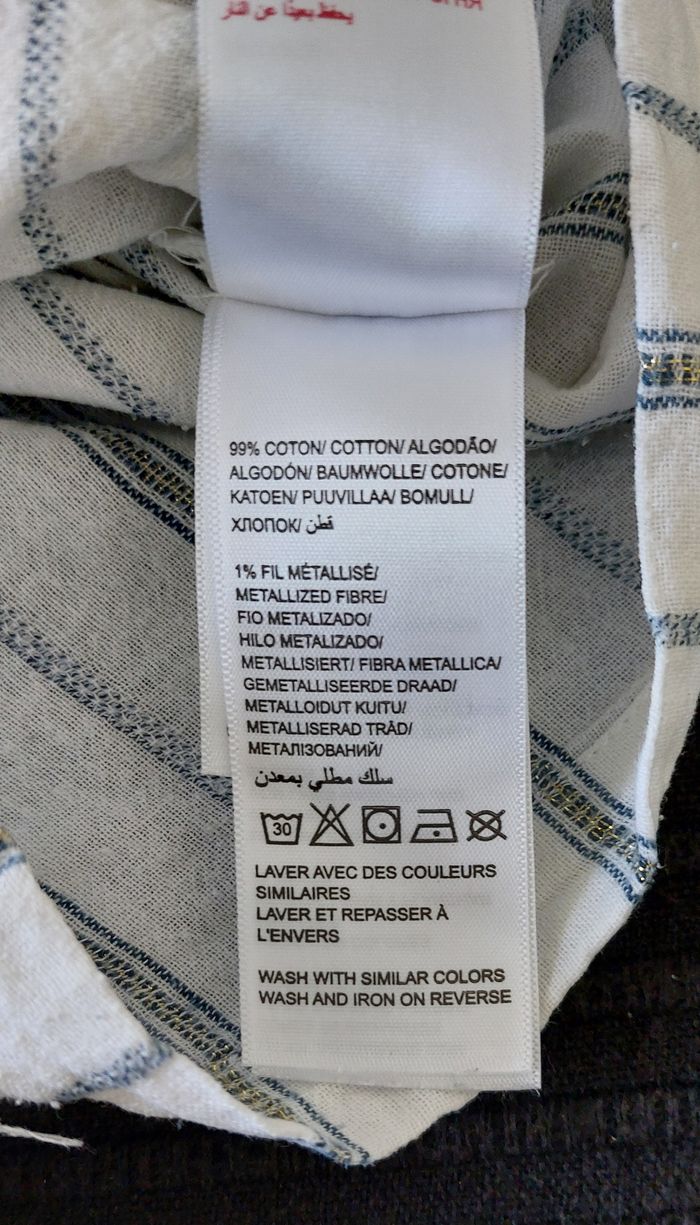 يحفظ بعيدًا عن النار
99% COTON/ COTTON/ ALGODÃO/
ALGODÓN/ BAUMWOLLE/ COTONE/
KATOEN/ PUUVILLAA/ BOMULL/
ХЛОПОК/ قطن
1% FIL MÉTALLISÉ/
METALLIZED FIBRE/
FIO METALIZADO/
HILO METALIZADO/
METALLISIERT/ FIBRA METALLICA/
GEMETALLISEERDE DRAAD/
METALLOIDUT KUITU/
METALLISERAD TRÅD/
МЕТАЛІЗОВАНИЙ/
سلك مطلي بمعدن
30
LAVER AVEC DES COULEURS
SIMILAIRES
LAVER ET REPASSER À
L'ENVERS
WASH WITH SIMILAR COLORS
WASH AND IRON ON REVERSE